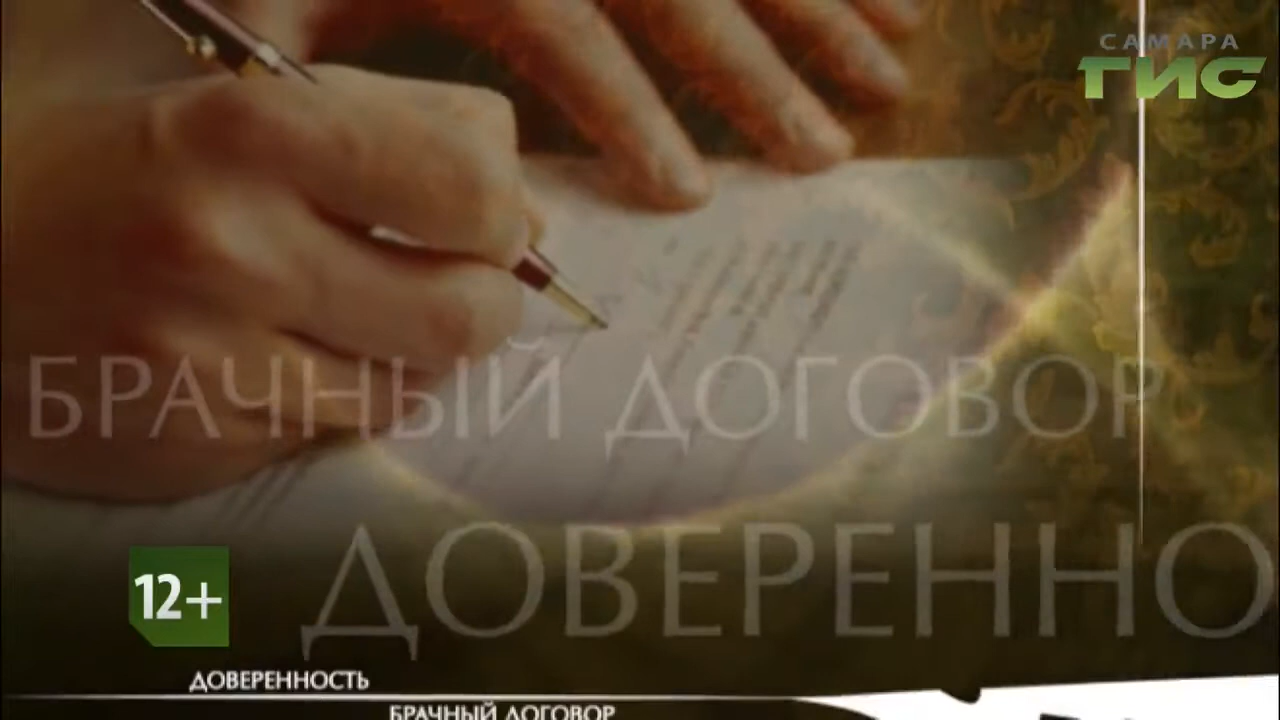 САМАРА
ГИС
БРАЧНЫЙ ДОГОВОР
ДОВЕРЕННО
12+
ДОВЕРЕННОСТЬ
БРАЧНЫЙ ДОГОВОР